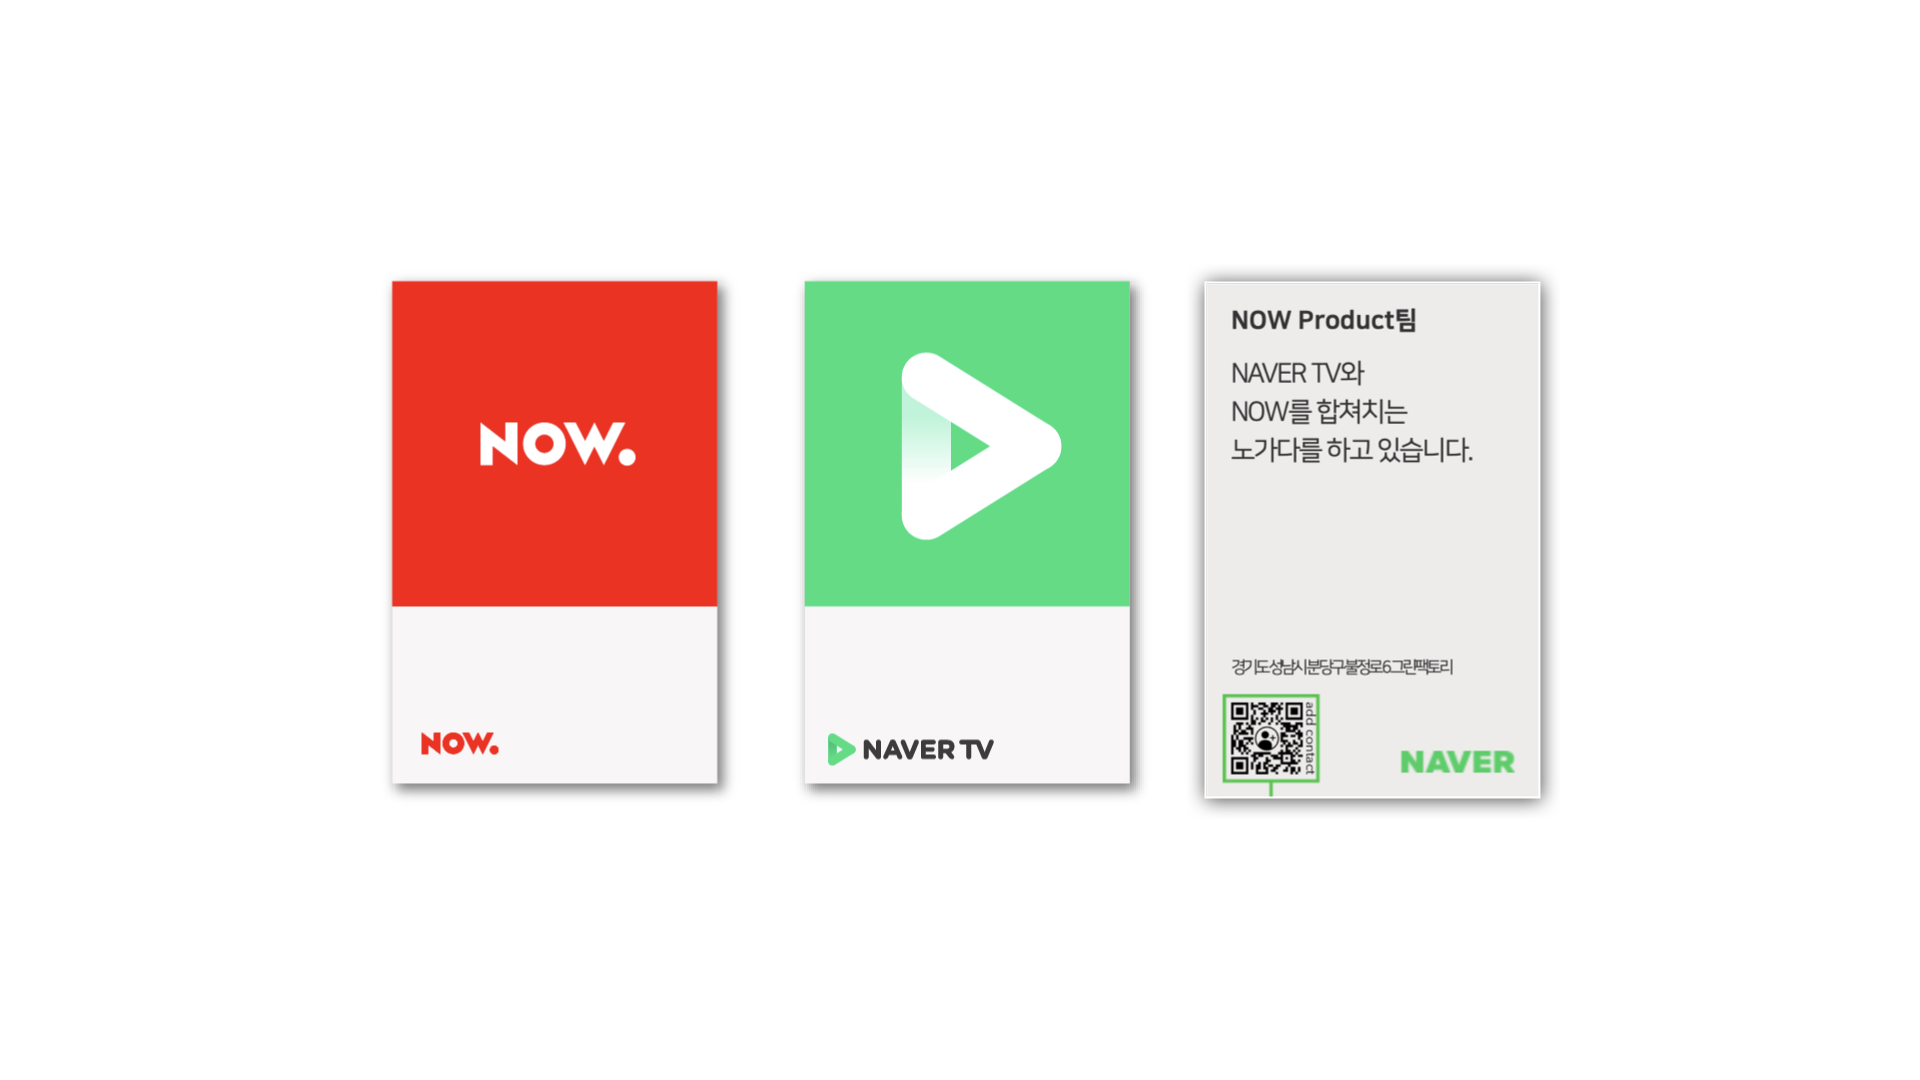 NOW.
NOW.
NAVER TV
NOW Product팀
NAVER TV와
NOW를 합쳐치는
노가다를 하고 있습니다.
경기도성남시분당구불정로6그린팩토리
add contact
NAVER